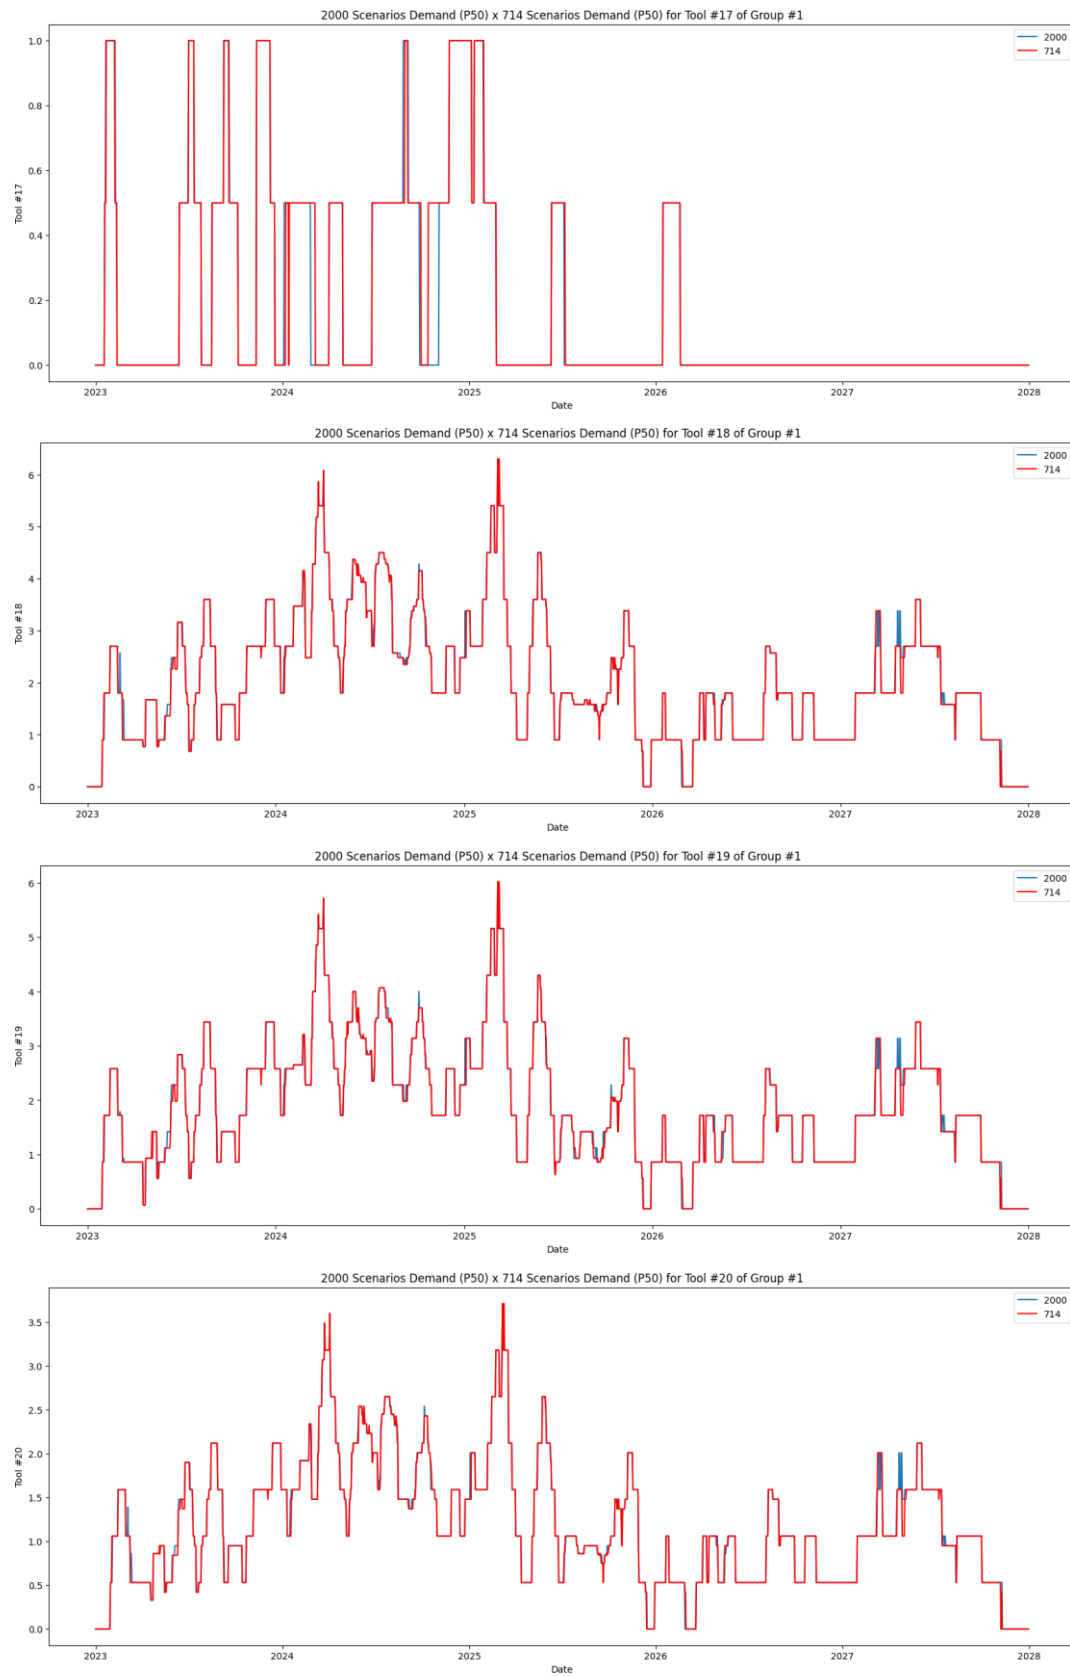 2000 Scenarios Demand (P50) x 714 Scenarios Demand (P50) for Tool #17 of Group #1
2000
714
1.0
0.8
0.6
0.4
0.2
0.0
Tool #17
2023 2024 2025 2026 2027 2028
Date
2000 Scenarios Demand (P50) x 714 Scenarios Demand (P50) for Tool #18 of Group #1
2000
714
6
5
4
3
2
1
0
Tool #18
2023 2024 2025 2026 2027 2028
Date
2000 Scenarios Demand (P50) x 714 Scenarios Demand (P50) for Tool #19 of Group #1
2000
714
6
5
4
3
2
1
0
Tool #19
2023 2024 2025 2026 2027 2028
Date
2000 Scenarios Demand (P50) x 714 Scenarios Demand (P50) for Tool #20 of Group #1
2000
714
3.5
3.0
2.5
2.0
1.5
1.0
0.5
0.0
Tool #20
2023 2024 2025 2026 2027 2028
Date